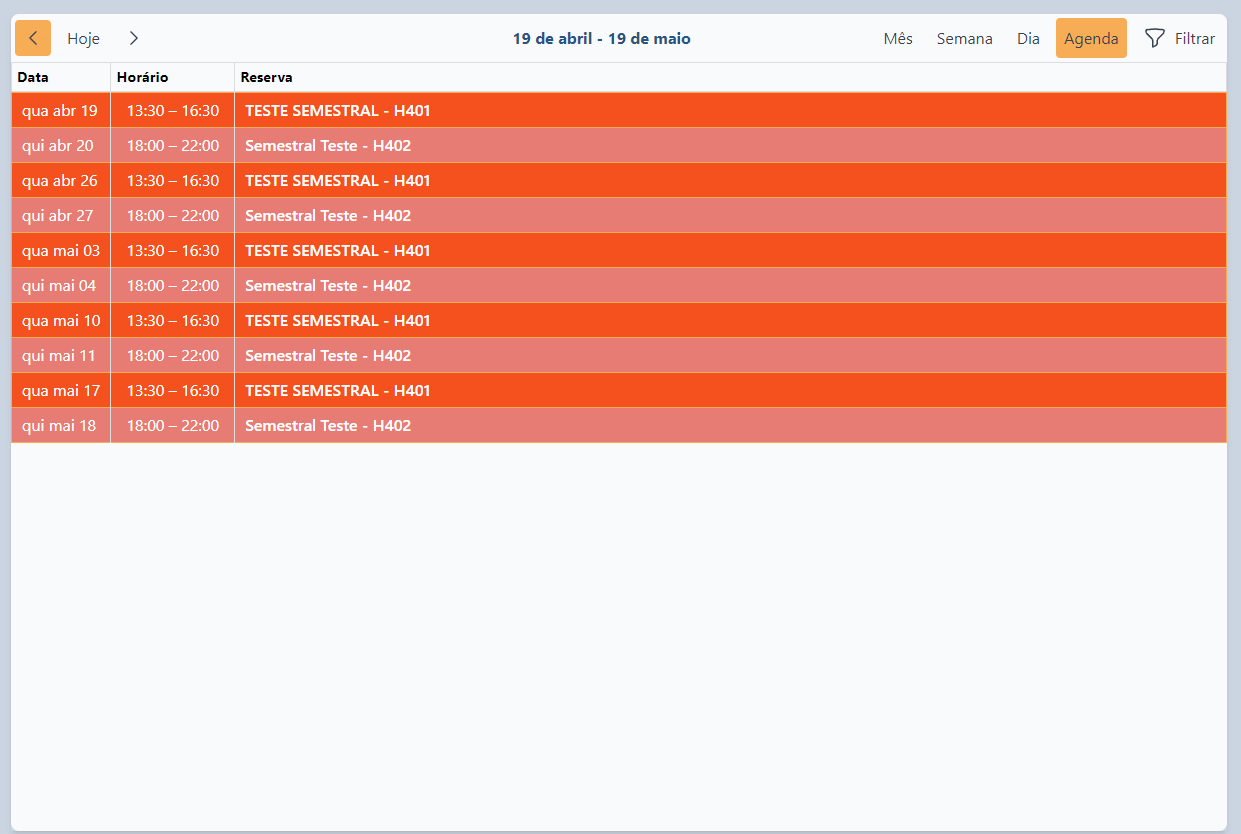 Hoje 19 de abril - 19 de maio Mês Semana Dia Agenda Filtrar
Data Horário Reserva
qua abr 19 13:30 – 16:30 TESTE SEMESTRAL - H401
qui abr 20 18:00 – 22:00 Semestral Teste - H402
qua abr 26 13:30 – 16:30 TESTE SEMESTRAL - H401
qui abr 27 18:00 – 22:00 Semestral Teste - H402
qua mai 03 13:30 – 16:30 TESTE SEMESTRAL - H401
qui mai 04 18:00 – 22:00 Semestral Teste - H402
qua mai 10 13:30 – 16:30 TESTE SEMESTRAL - H401
qui mai 11 18:00 – 22:00 Semestral Teste - H402
qua mai 17 13:30 – 16:30 TESTE SEMESTRAL - H401
qui mai 18 18:00 – 22:00 Semestral Teste - H402